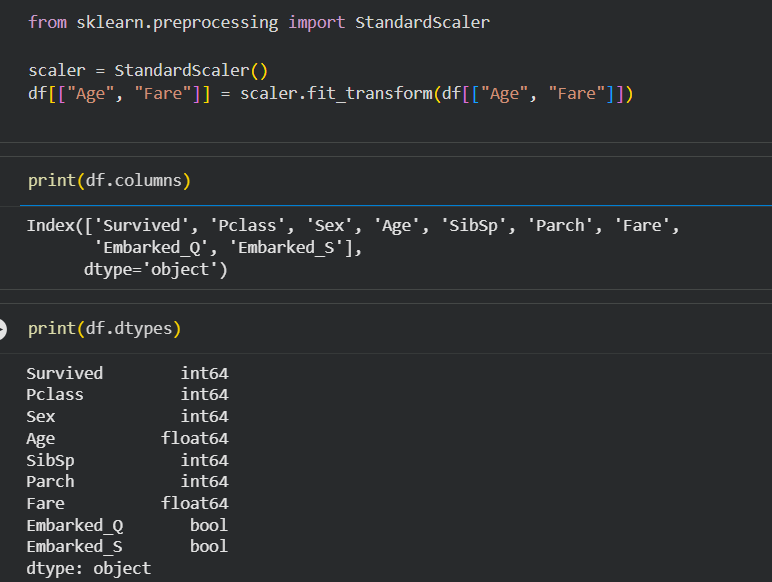 from sklearn.preprocessing import StandardScaler
scaler = StandardScaler()
df[["Age", "Fare"]] = scaler.fit_transform(df[["Age", "Fare"]])
print(df.columns)
Index(['Survived', 'Pclass', 'Sex', 'Age', 'SibSp', 'Parch', 'Fare',
       'Embarked_Q', 'Embarked_S'],
      dtype='object')
print(df.dtypes)
Survived        int64
Pclass          int64
Sex             int64
Age           float64
SibSp           int64
Parch           int64
Fare          float64
Embarked_Q       bool
Embarked_S       bool
dtype: object